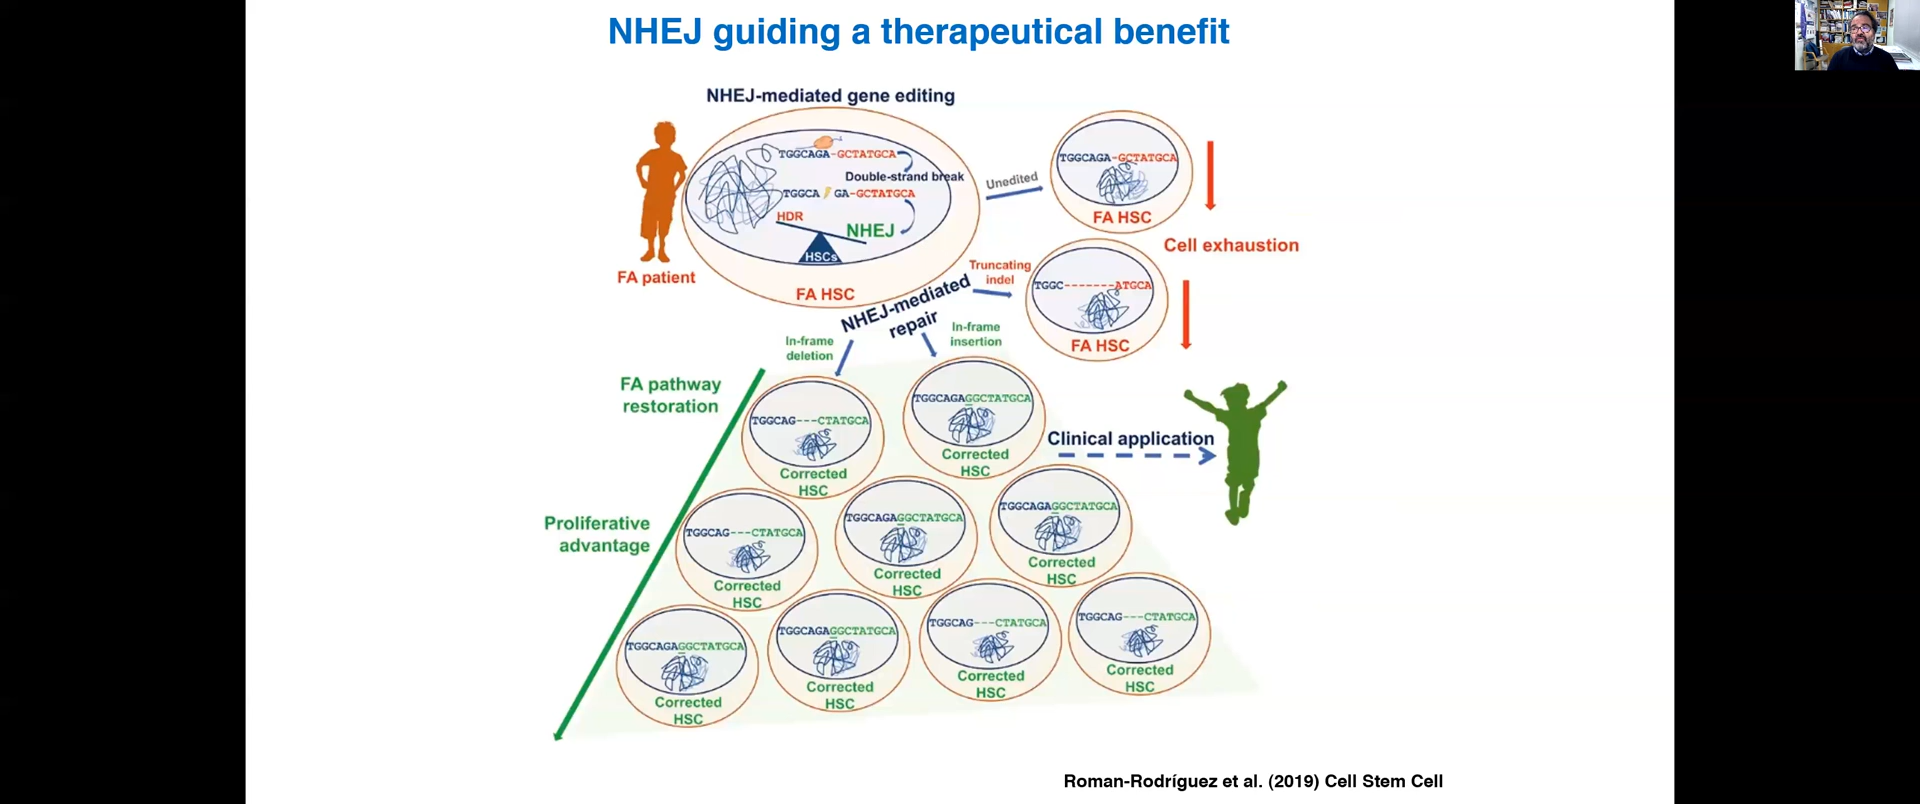 NHEJ guiding a therapeutical benefit
NHEJ-mediated gene editing
TGGCAGA-GCTATGCA
Double-strand break
TGGCA GA-GCTATGCA
HDR
NHEJ
HSCs
FA HSC
FA patient
Unedited
TGGCAGA-GCTATGCA
FA HSC
Cell exhaustion
Truncating
indel
TGGC-------ATGCA
FA HSC
NHEJ-mediated
repair
In-frame
deletion
In-frame
insertion
FA pathway
restoration
TGGCAG---CTATGCA
Corrected
HSC
TGGCAGAGGCTATGCA
Corrected
HSC
Clinical application
Proliferative
advantage
TGGCAG---CTATGCA
Corrected
HSC
TGGCAGAGGCTATGCA
Corrected
HSC
TGGCAGAGGCTATGCA
Corrected
HSC
TGGCAGAGGCTATGCA
Corrected
HSC
TGGCAGAGGCTATGCA
Corrected
HSC
TGGCAG---CTATGCA
Corrected
HSC
TGGCAG---CTATGCA
Corrected
HSC
Roman-Rodríguez et al. (2019) Cell Stem Cell